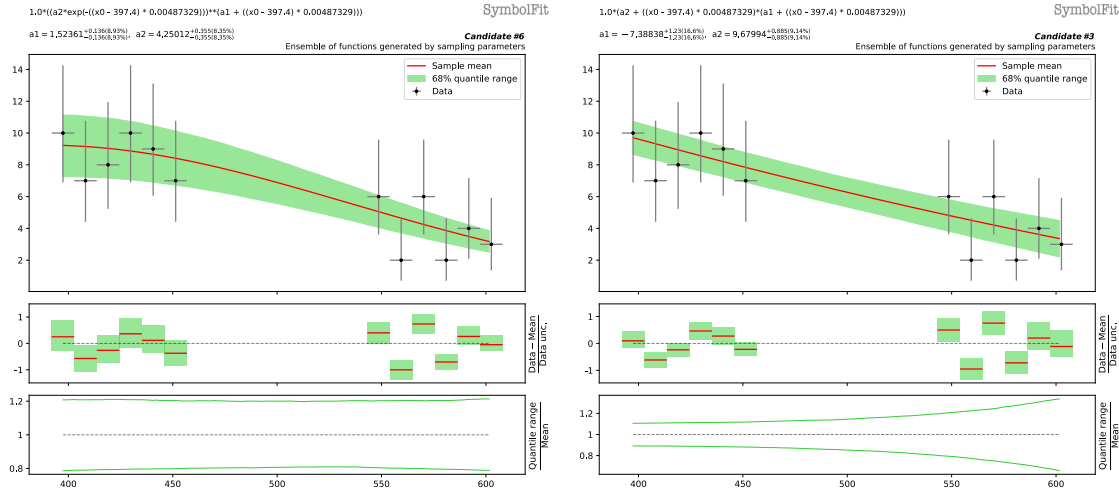 1.0*((a2*exp(-((x0 - 397.4) * 0.00487329)))**(a1 + ((x0 - 397.4) * 0.00487329)))
SymbolFit
a1 = 1,52361+0.136(8,93%)−0,136(8,93%), a2 = 4,25012+0,355(8,35%)−0,355(8,35%)
Candidate #6
Ensemble of functions generated by sampling parameters
Sample mean
68% quantile range
Data
14
12
10
8
6
4
2
1
0
-1
Data − Mean
Data unc,
1.2
1
0.8
Quantile range
Mean
400
450
500
550
600
1.0*(a2 + ((x0 - 397.4) * 0.00487329)*(a1 + ((x0 - 397.4) * 0.00487329)))
SymbolFit
a1 = −7,38838+1,23(16,6%)−1,23(16,6%), a2 = 9,67994+0,885(9,14%)−0,885(9,14%)
Candidate #3
Ensemble of functions generated by sampling parameters
Sample mean
68% quantile range
Data
14
12
10
8
6
4
2
1
0
-1
Data − Mean
Data unc,
1.2
1
0.8
Quantile range
Mean
400
450
500
550
600